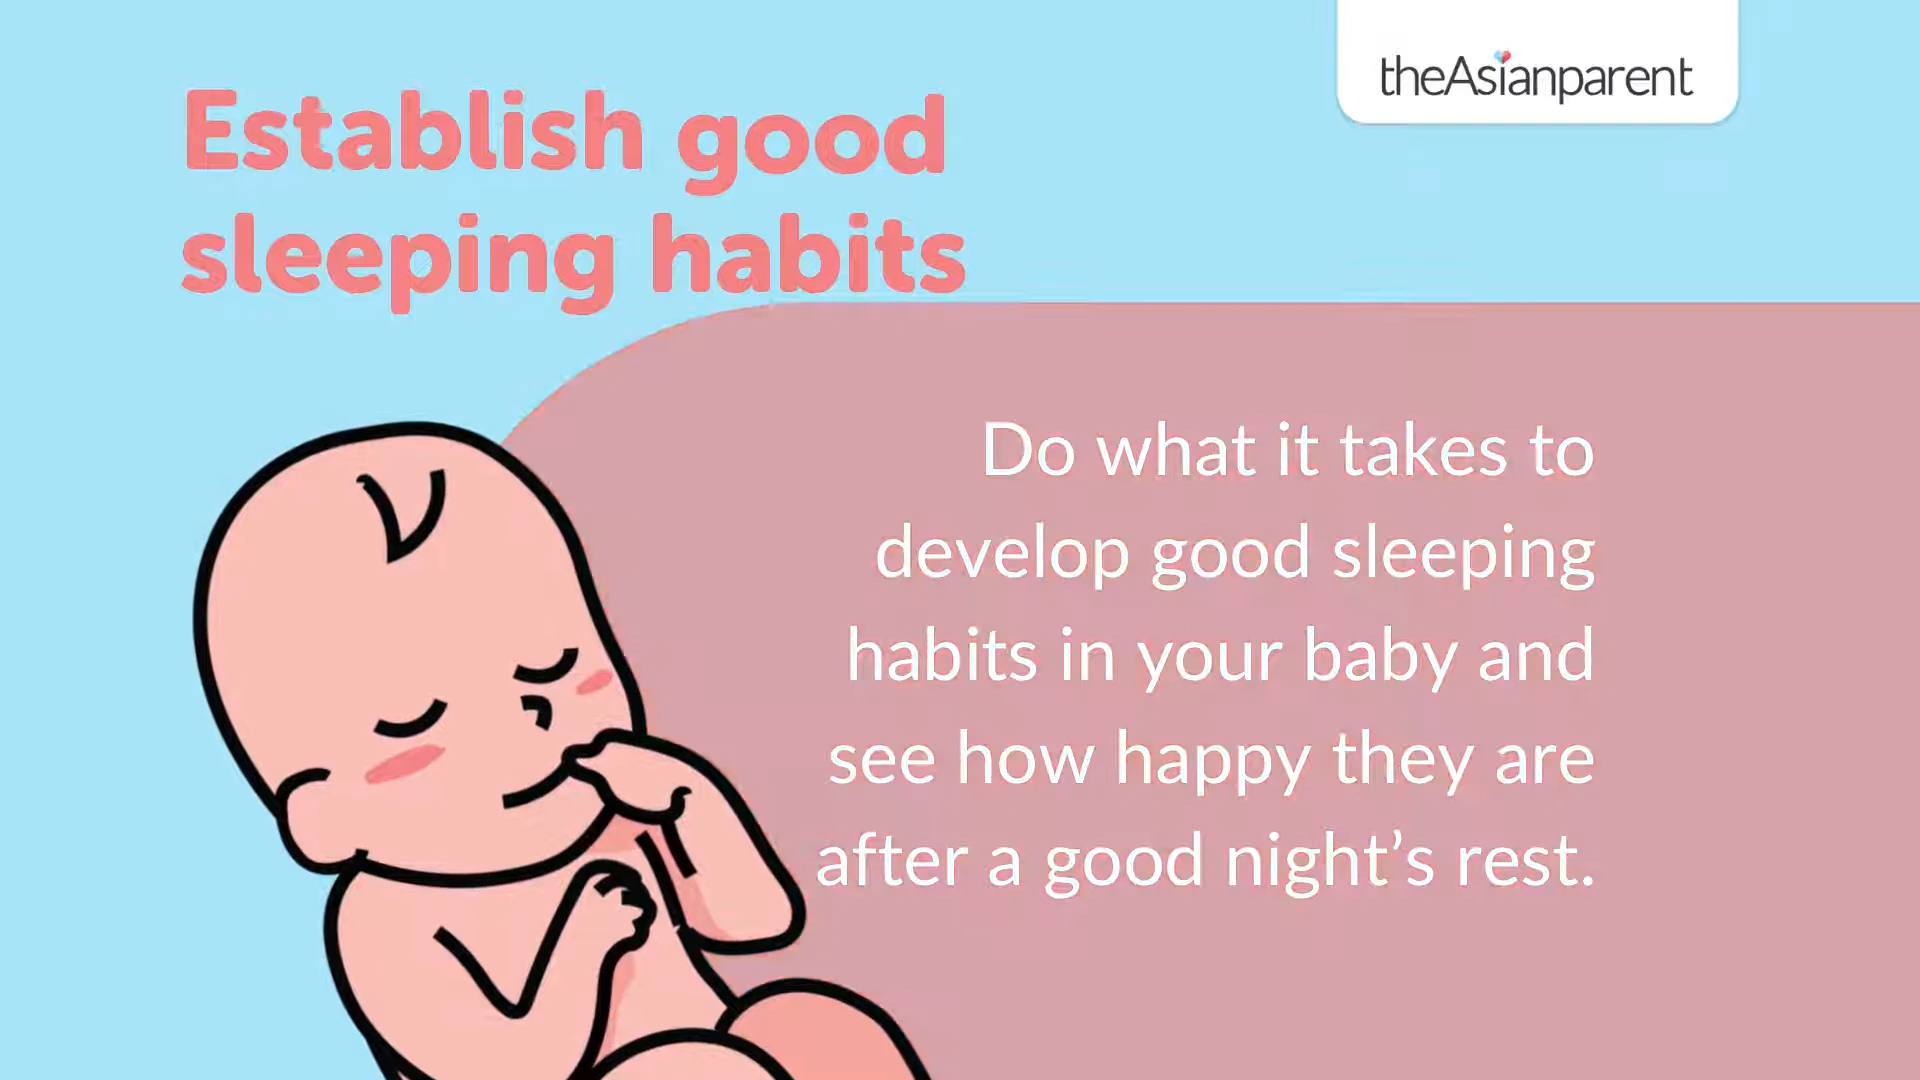 theAsianparent
Establish good
sleeping habits
Do what it takes to
develop good sleeping
habits in your baby and
see how happy they are
after a good night’s rest.